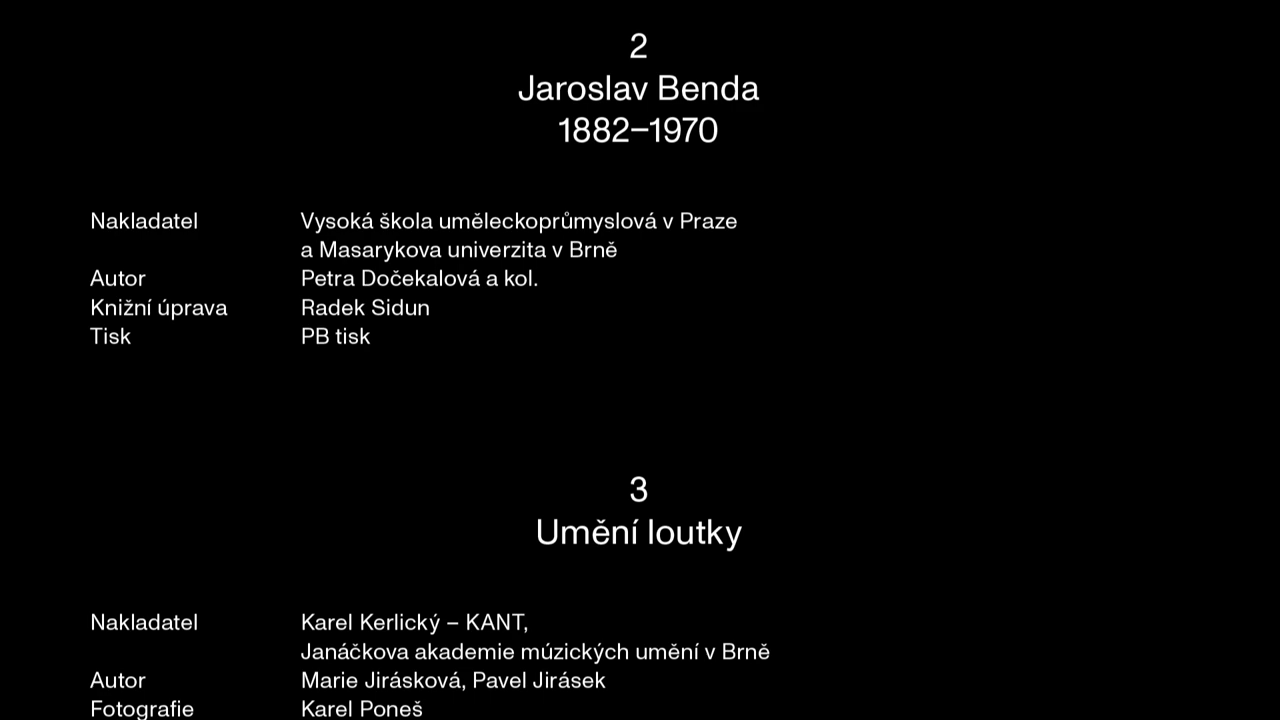 2
Jaroslav Benda
1882–1970
Nakladatel Vysoká škola uměleckoprůmyslová v Praze
a Masarykova univerzita v Brně
Autor Petra Dočekalová a kol.
Knižní úprava Radek Sidun
Tisk PB tisk
3
Umění loutky
Nakladatel Karel Kerlický – KANT,
Janáčkova akademie múzických umění v Brně
Autor Marie Jirásková, Pavel Jirásek
Fotografie Karel Poneš